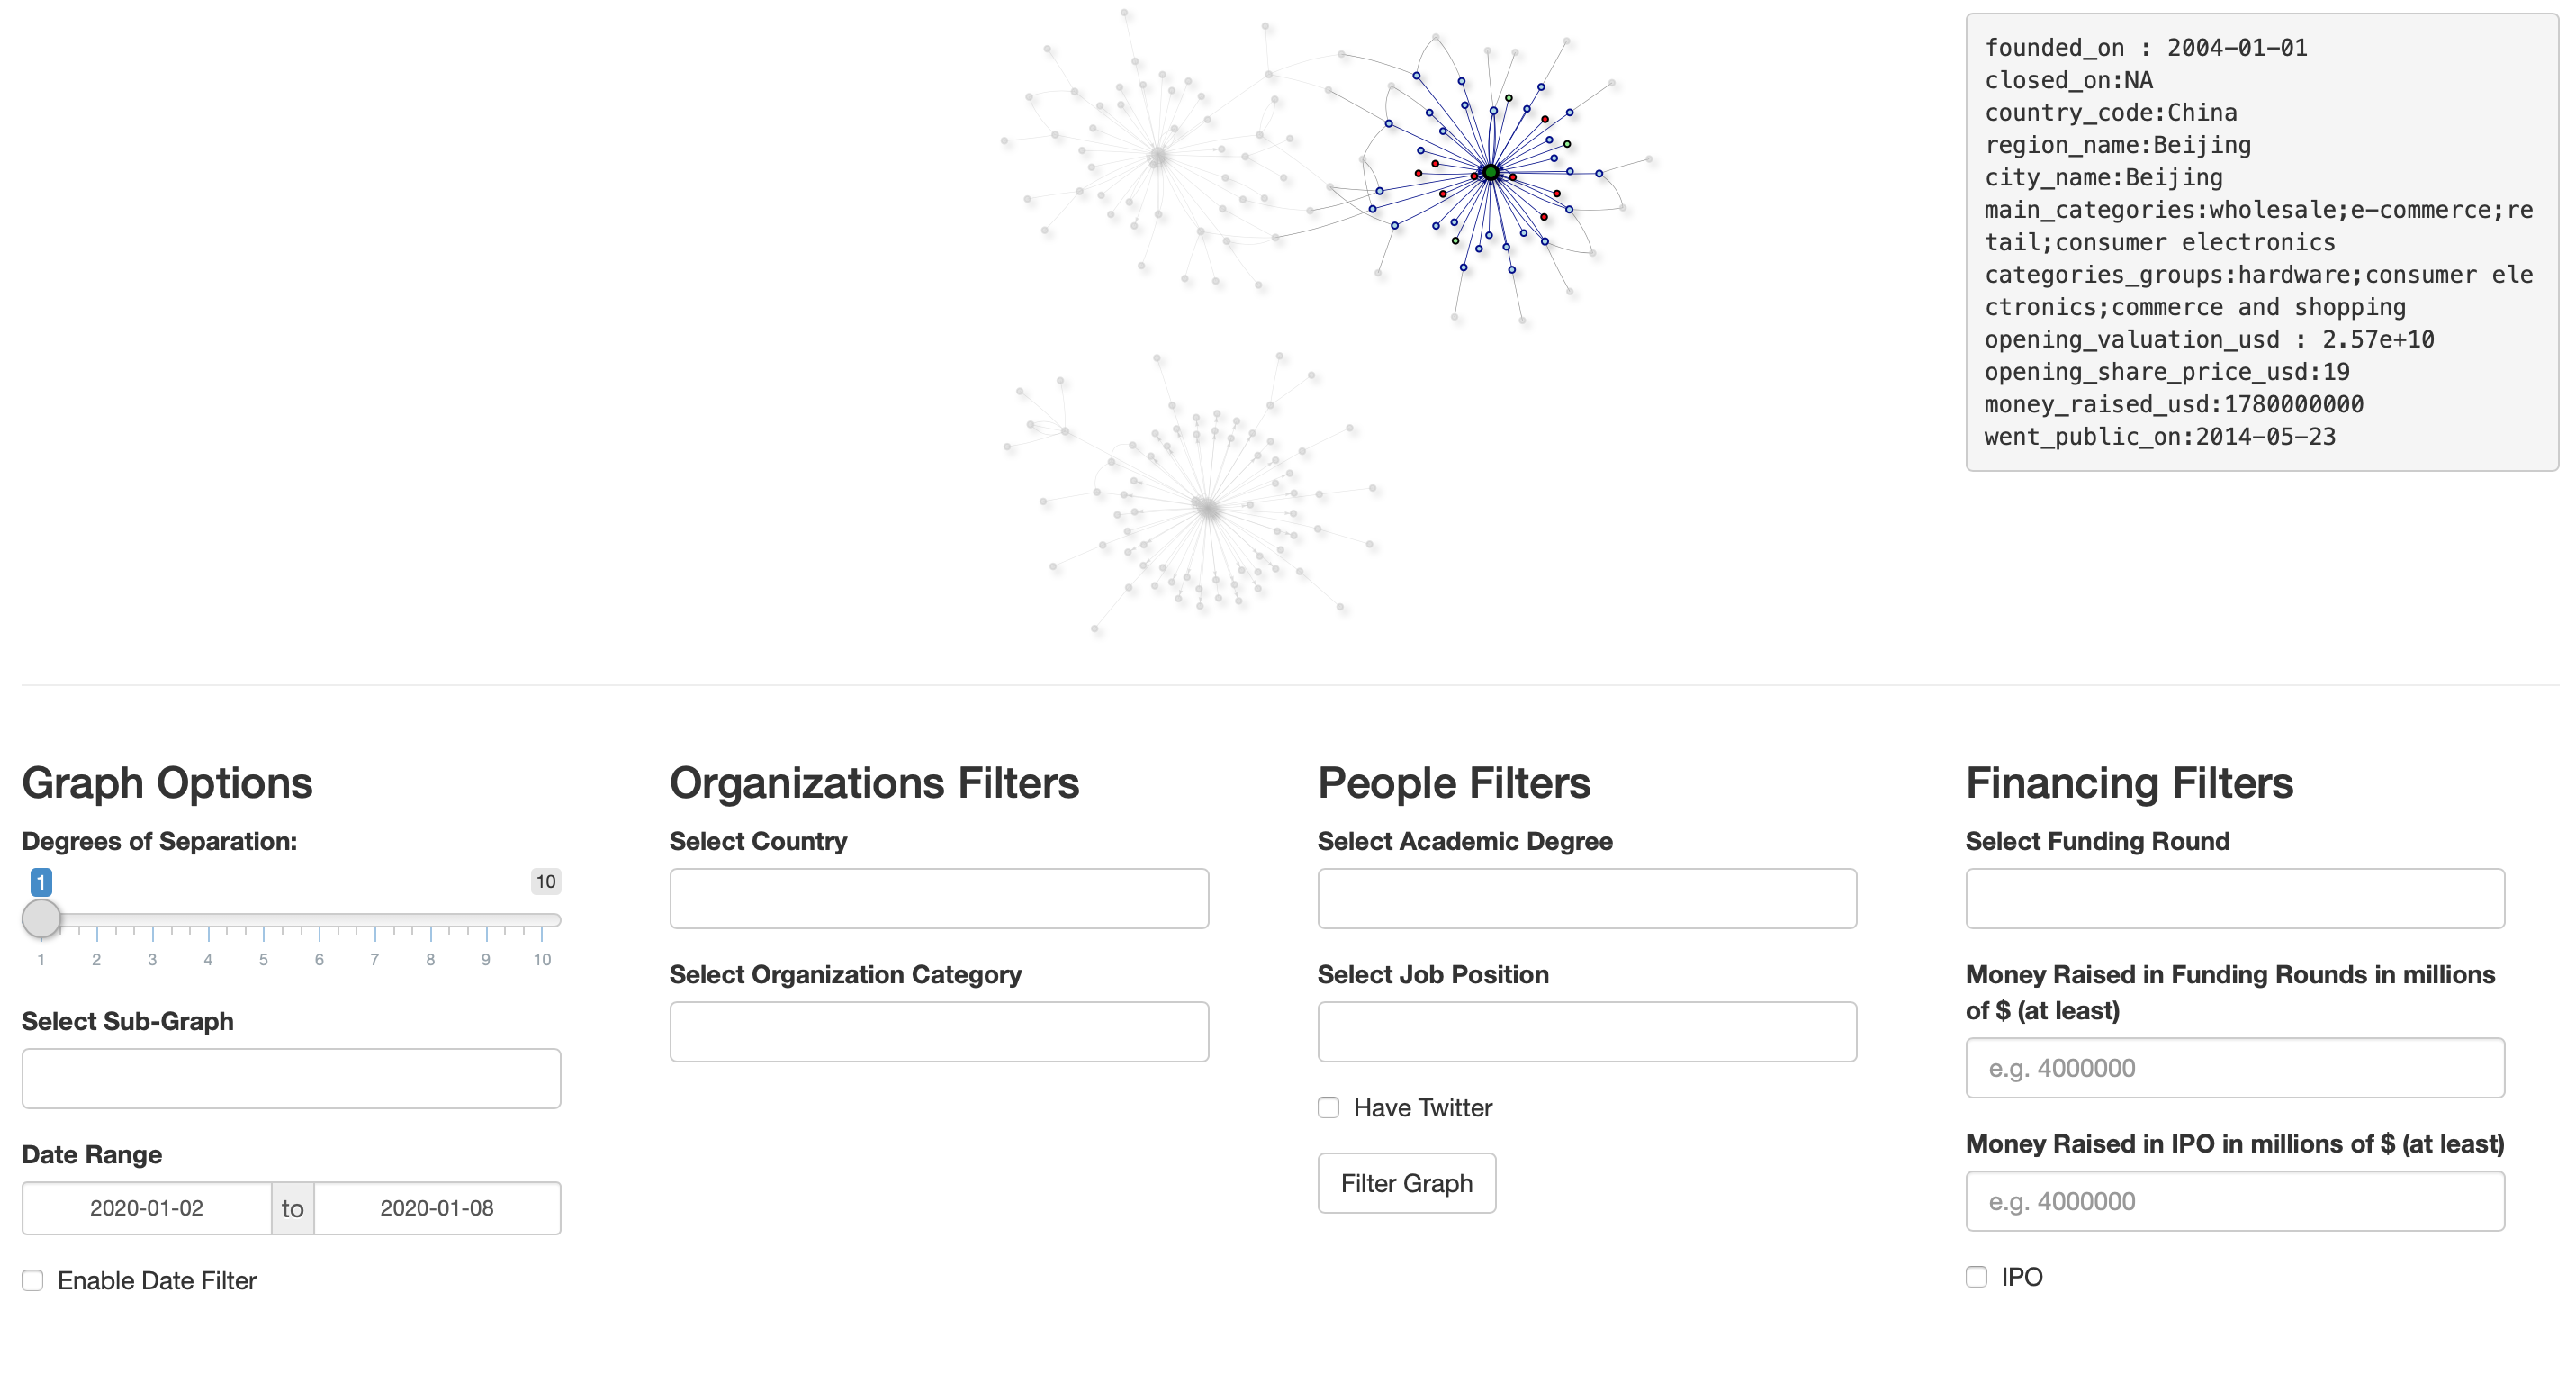 founded_on : 2004-01-01
closed_on:NA
country_code:China
region_name:Beijing
city_name:Beijing
main_categories:wholesale;e-commerce;re
tail;consumer electronics
categories_groups:hardware;consumer ele
ctronics;commerce and shopping
opening_valuation_usd : 2.57e+10
opening_share_price_usd:19
money_raised_usd:1780000000
went_public_on:2014-05-23
Graph Options
Degrees of Separation:
1
10
1 2 3 4 5 6 7 8 9 10
Select Sub-Graph
Date Range
2020-01-02 to 2020-01-08
Enable Date Filter
Organizations Filters
Select Country
Select Organization Category
People Filters
Select Academic Degree
Select Job Position
Have Twitter
Filter Graph
Financing Filters
Select Funding Round
Money Raised in Funding Rounds in millions
of $ (at least)
e.g. 4000000
Money Raised in IPO in millions of $ (at least)
e.g. 4000000
IPO